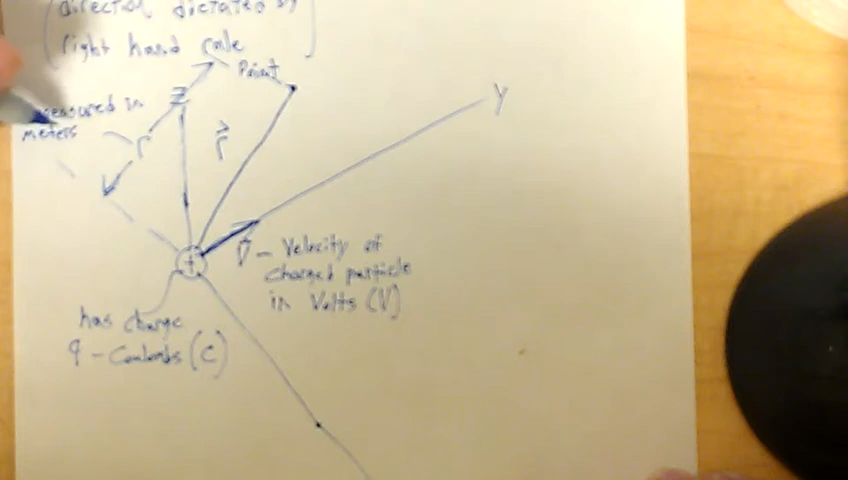 (direction dictated by
right hand rule)
Point
Z
measured in
meters
r
r
Y
V - Velocity of
charged particle
in Volts (V)
+
has charge
q - Coulombs (C)